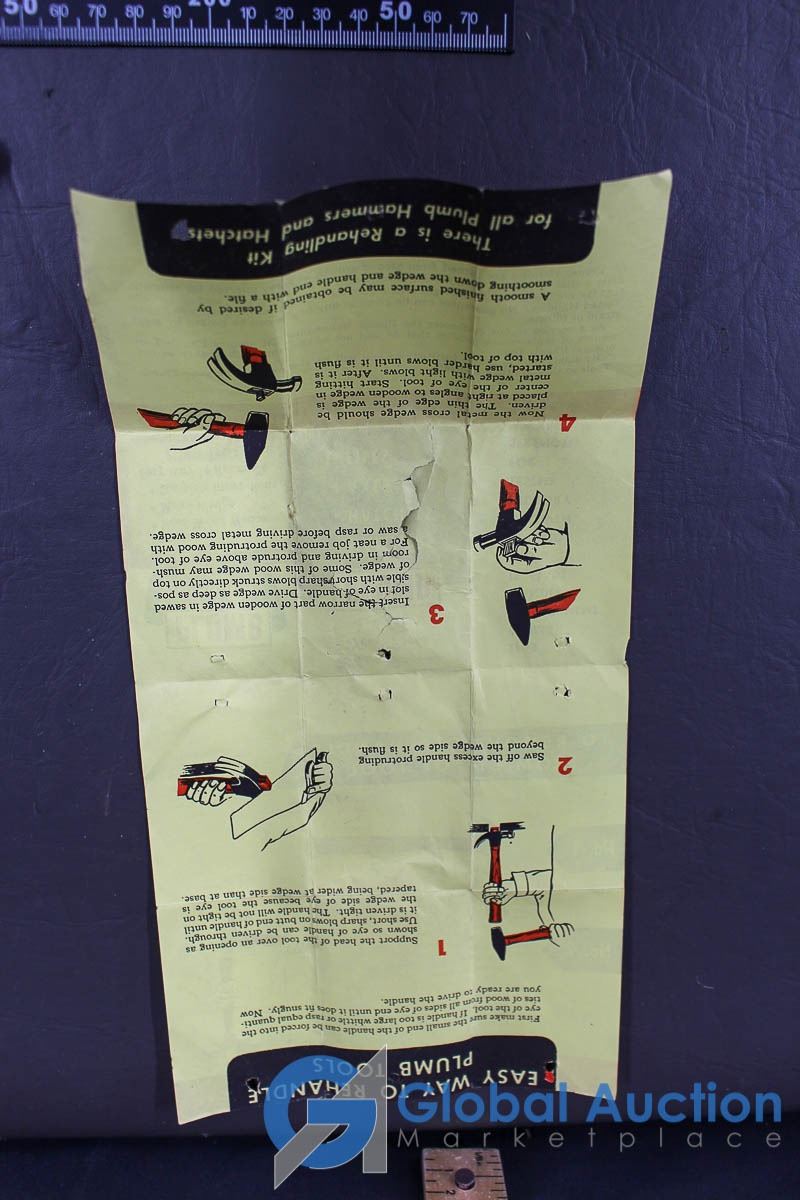 EASY WAY TO REHANDLE
PLUMB TOOLS
First make sure the small end of the handle can be forced into the
eye of the tool. If handle is too large whittle or rasp equal quanti-
ties of wood from all sides of eye end until it does fit snugly. Now
you are ready to drive the handle.
1
Support the head of the tool over an opening as
shown so eye of handle can be driven through.
Use short, sharp blows on butt end of handle until
it is driven tight. The handle will not be tight on
the wedge side of eye because the tool eye is
tapered, being wider at wedge side than at base.
2
Saw off the excess handle protruding
beyond the wedge side so it is flush.
3
Insert the narrow part of wooden wedge in sawed
slot in eye of handle. Drive wedge as deep as pos-
sible with short sharp blows struck directly on top
of wedge. Some of this wood wedge may mush-
room in driving and protrude above eye of tool.
For a neat job remove the protruding wood with
a saw or rasp before driving metal cross wedge.
4
Now the metal cross wedge should be
driven. The thin edge of the wedge is
placed at right angles to wooden wedge in
center of the eye of tool. Start hitting
metal wedge with light blows. After it is
started, use harder blows until it is flush
with top of tool.
A smooth finished surface may be obtained if desired by
smoothing down the wedge and handle end with a file.
There is a Rehandling Kit
for all Plumb Hammers and Hatchets
50 60 70 80 90 200 10 20 30 40 50 60 70
Global Auction
Marketplace
2